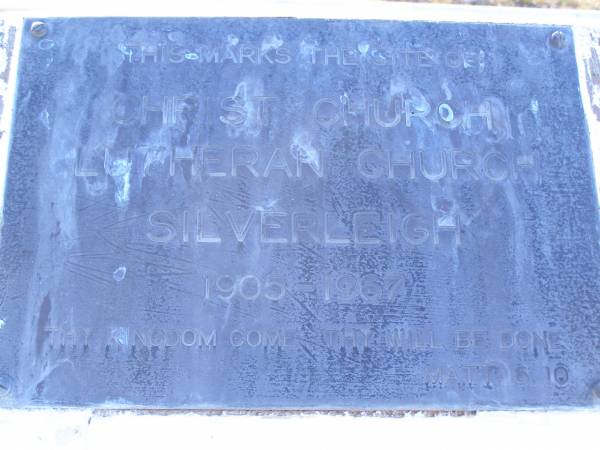 THIS MARKS THE SITE OF
CHRIST CHURCH
LUTHERAN CHURCH
SILVERLEIGH
1905-1967
THY KINGDOM COME THY WILL BE DONE
MATT 6:10